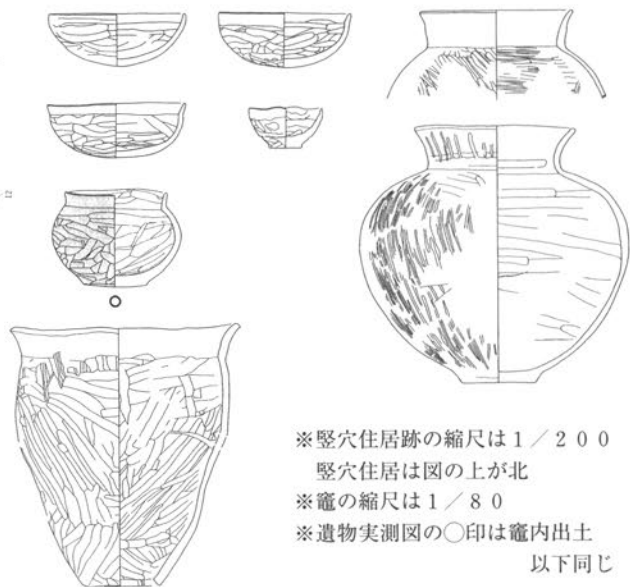 12
※竪穴住居跡の縮尺は１／２００
竪穴住居は図の上が北
※竈の縮尺は１／８０
※遺物実測図の○印は竈内出土
以下同じ